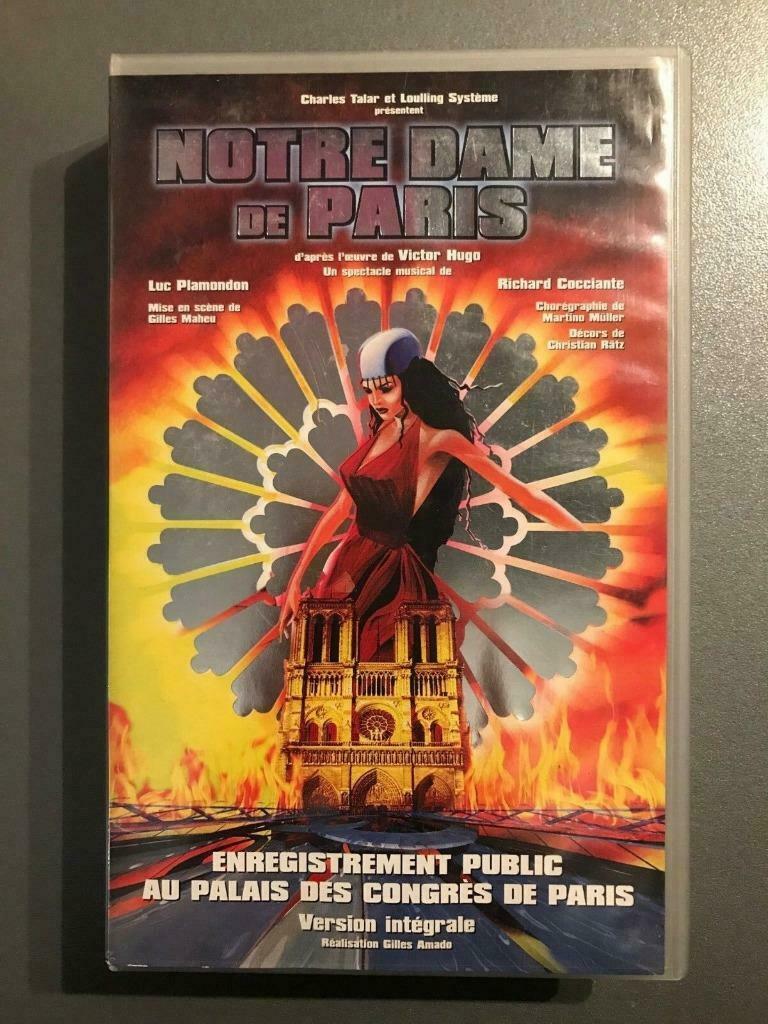 Charles Talar et Loulling Système
présentent
NOTRE DAME
DE PARIS
d'après l'œuvre de Victor Hugo
Un spectacle musical de
Luc Plamondon
Richard Cocciante
Mise en scène de
Gilles Maheu
Chorégraphie de
Martino Müller
Décors de
Christian Rätz
ENREGISTREMENT PUBLIC
AU PALAIS DES CONGRÈS DE PARIS
Version intégrale
Réalisation Gilles Amado